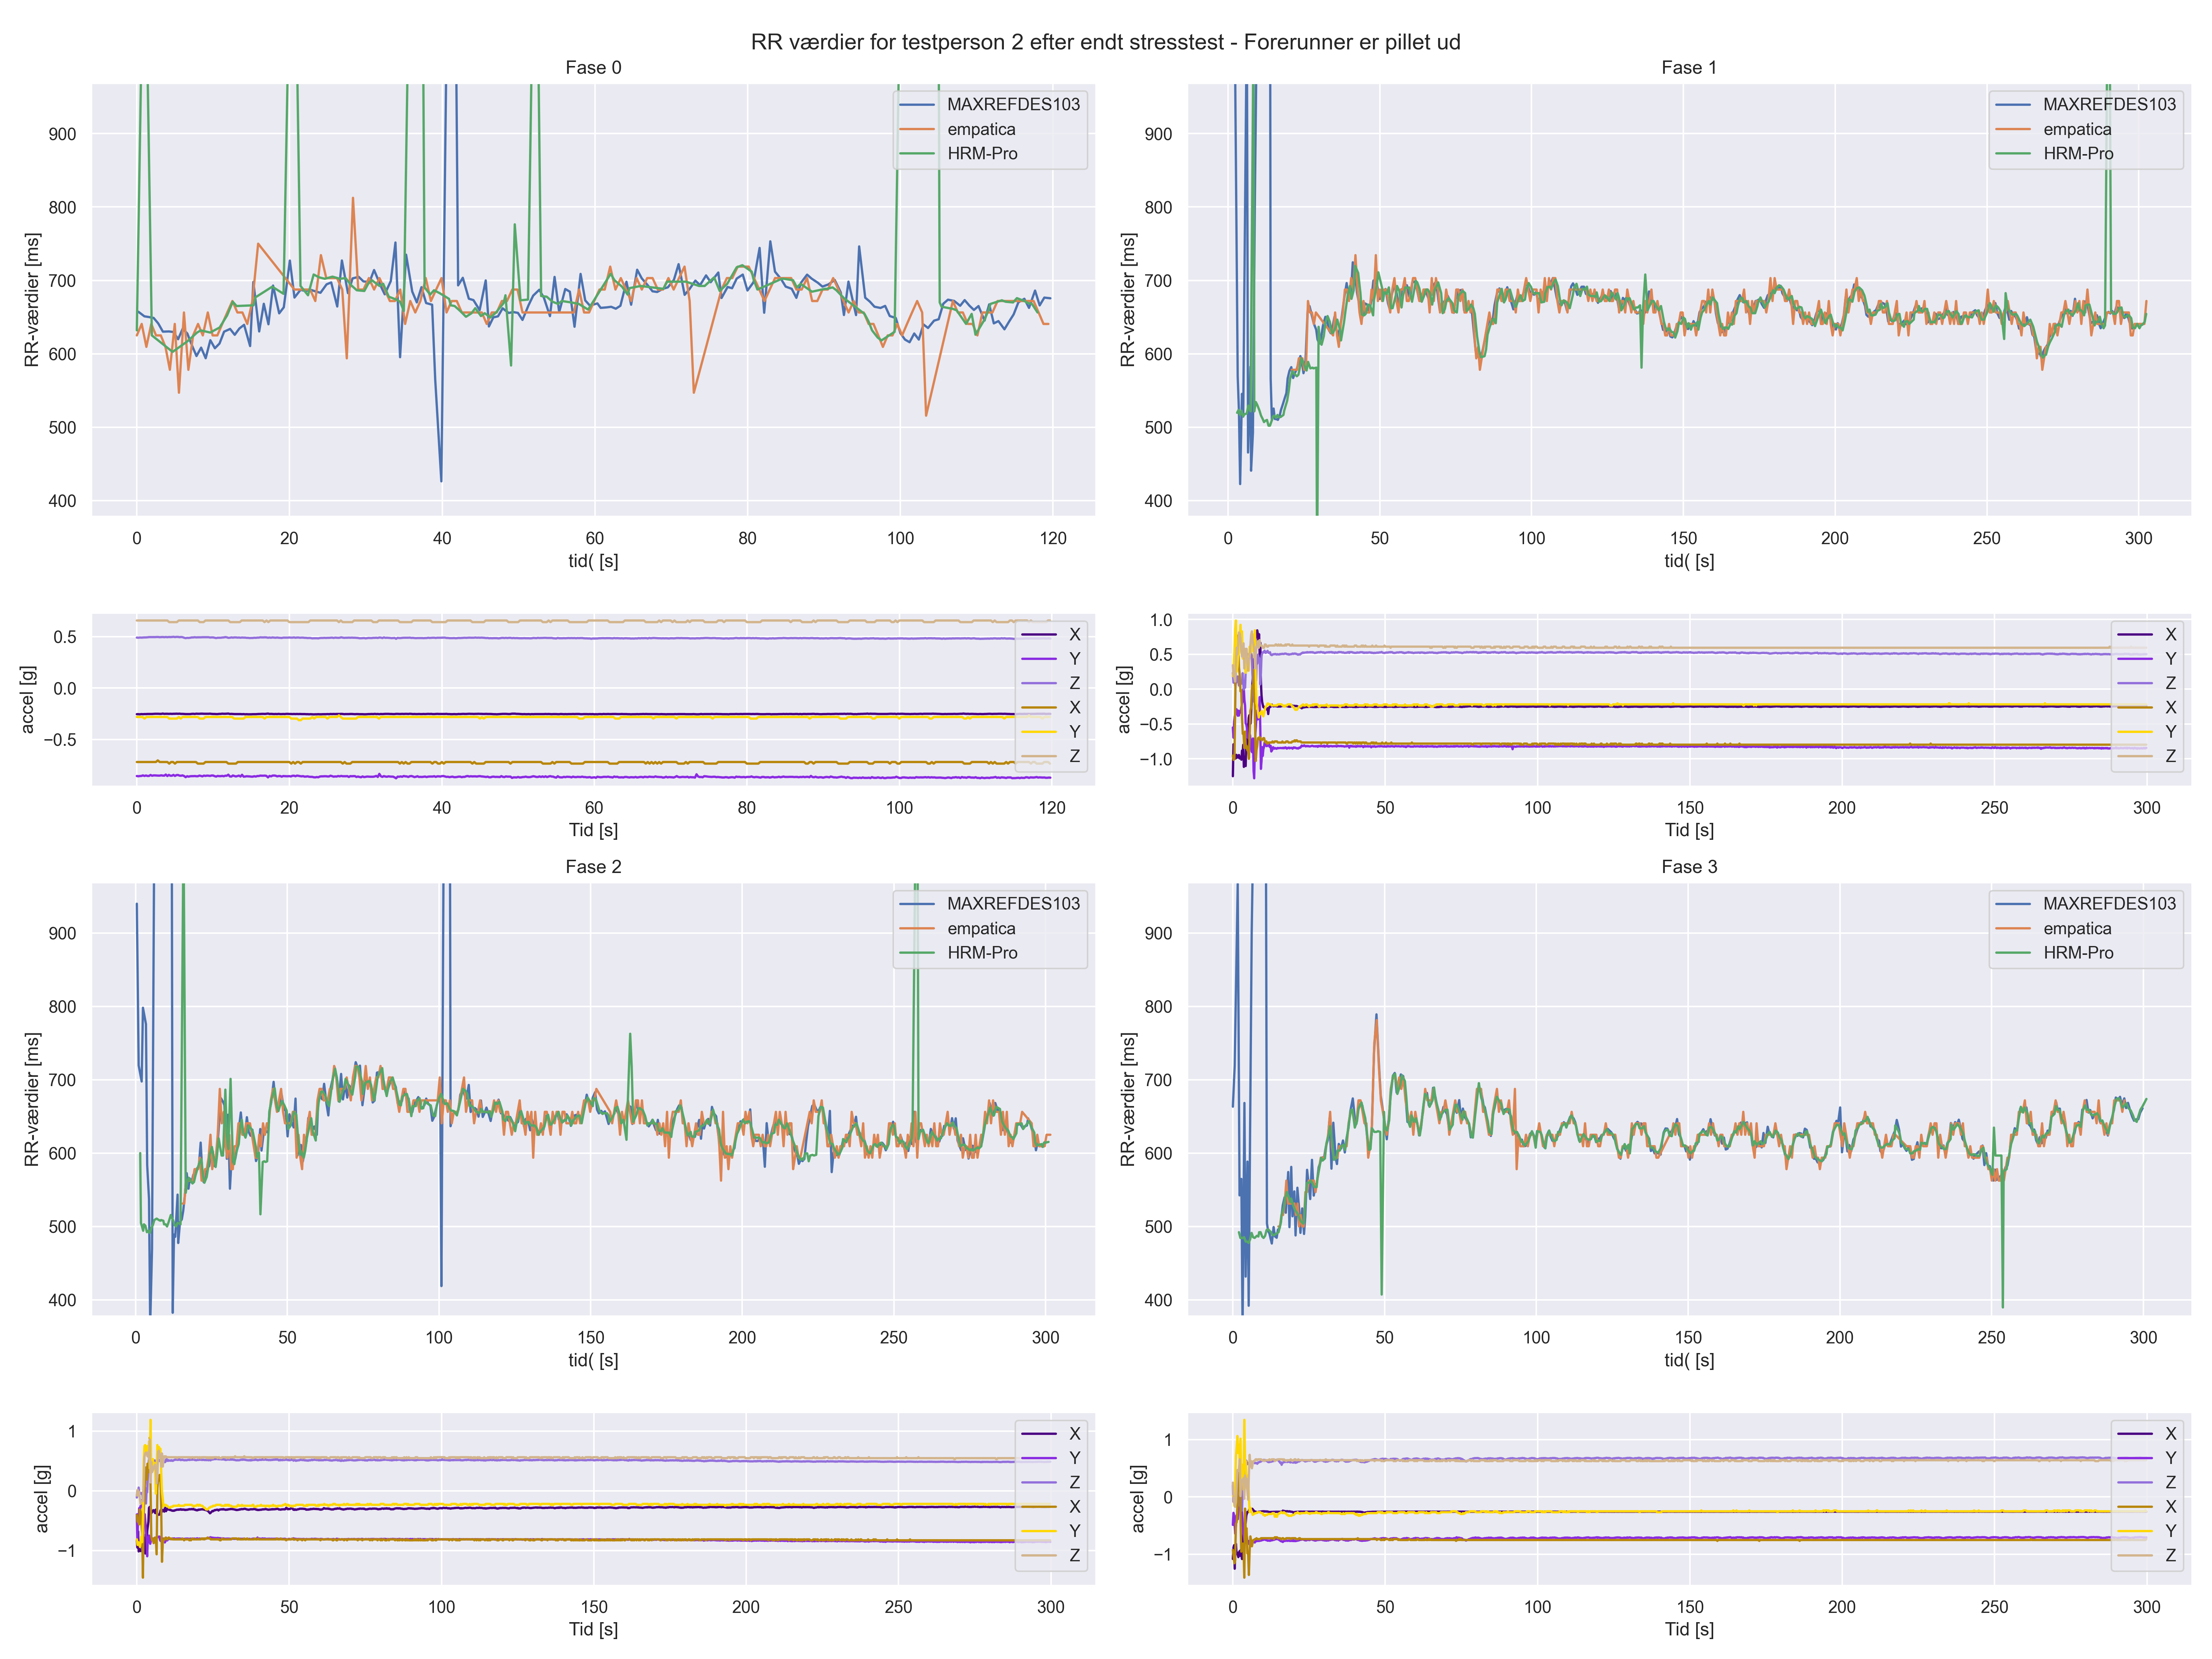 RR værdier for testperson 2 efter endt stresstest - Forerunner er pillet ud
Fase 0
RR-værdier [ms]
900
800
700
600
500
400
MAXREFDES103
empatica
HRM-Pro
0 20 40 60 80 100 120
tid( [s]
Fase 1
RR-værdier [ms]
900
800
700
600
500
400
MAXREFDES103
empatica
HRM-Pro
0 50 100 150 200 250 300
tid( [s]
accel [g]
0.5
0.0
−0.5
X
Y
Z
X
Y
Z
0 20 40 60 80 100 120
Tid [s]
accel [g]
1.0
0.5
0.0
−0.5
−1.0
X
Y
Z
X
Y
Z
0 50 100 150 200 250 300
Tid [s]
Fase 2
RR-værdier [ms]
900
800
700
600
500
400
MAXREFDES103
empatica
HRM-Pro
0 50 100 150 200 250 300
tid( [s]
Fase 3
RR-værdier [ms]
900
800
700
600
500
400
MAXREFDES103
empatica
HRM-Pro
0 50 100 150 200 250 300
tid( [s]
accel [g]
1
0
−1
X
Y
Z
X
Y
Z
0 50 100 150 200 250 300
Tid [s]
accel [g]
1
0
−1
X
Y
Z
X
Y
Z
0 50 100 150 200 250 300
Tid [s]